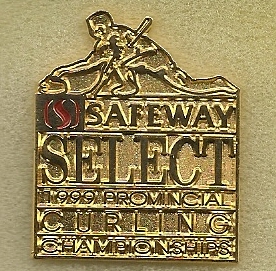 SAFEWAY
SELECT
1999 PROVINCIAL
CURLING
CHAMPIONSHIPS